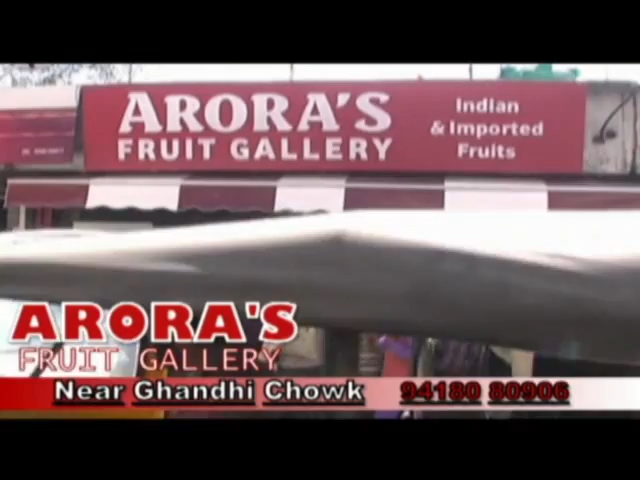 ARORA'S
FRUIT GALLERY
Indian
& Imported
Fruits
ARORA'S
FRUIT GALLERY
Near Ghandhi Chowk 94180 80906